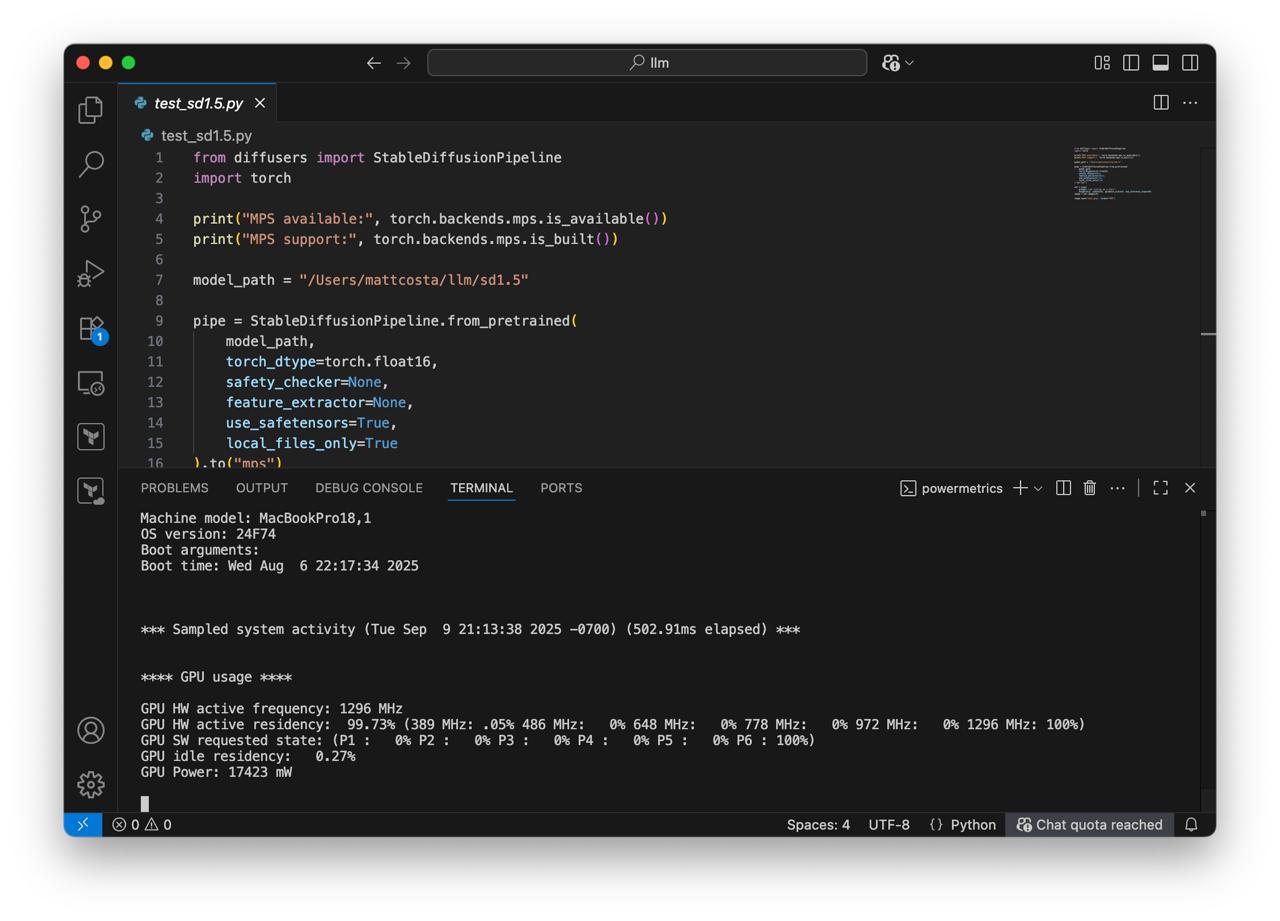 llm
test_sd1.5.py
test_sd1.5.py
1 from diffusers import StableDiffusionPipeline
2 import torch
3
4 print("MPS available:", torch.backends.mps.is_available())
5 print("MPS support:", torch.backends.mps.is_built())
6
7 model_path = "/Users/mattcosta/llm/sd1.5"
8
9 pipe = StableDiffusionPipeline.from_pretrained(
10     model_path,
11     torch_dtype=torch.float16,
12     safety_checker=None,
13     feature_extractor=None,
14     use_safetensors=True,
15     local_files_only=True
16 ).to("mps")
1
PROBLEMS OUTPUT DEBUG CONSOLE TERMINAL PORTS powermetrics
Machine model: MacBookPro18,1
OS version: 24F74
Boot arguments:
Boot time: Wed Aug  6 22:17:34 2025
*** Sampled system activity (Tue Sep  9 21:13:38 2025 -0700) (502.91ms elapsed) ***
**** GPU usage ****
GPU HW active frequency: 1296 MHz
GPU HW active residency:  99.73% (389 MHz: .05% 486 MHz:   0% 648 MHz:   0% 778 MHz:   0% 972 MHz:   0% 1296 MHz: 100%)
GPU SW requested state: (P1 :   0% P2 :   0% P3 :   0% P4 :   0% P5 :   0% P6 : 100%)
GPU idle residency:   0.27%
GPU Power: 17423 mW
0 0 Spaces: 4 UTF-8 {} Python Chat quota reached